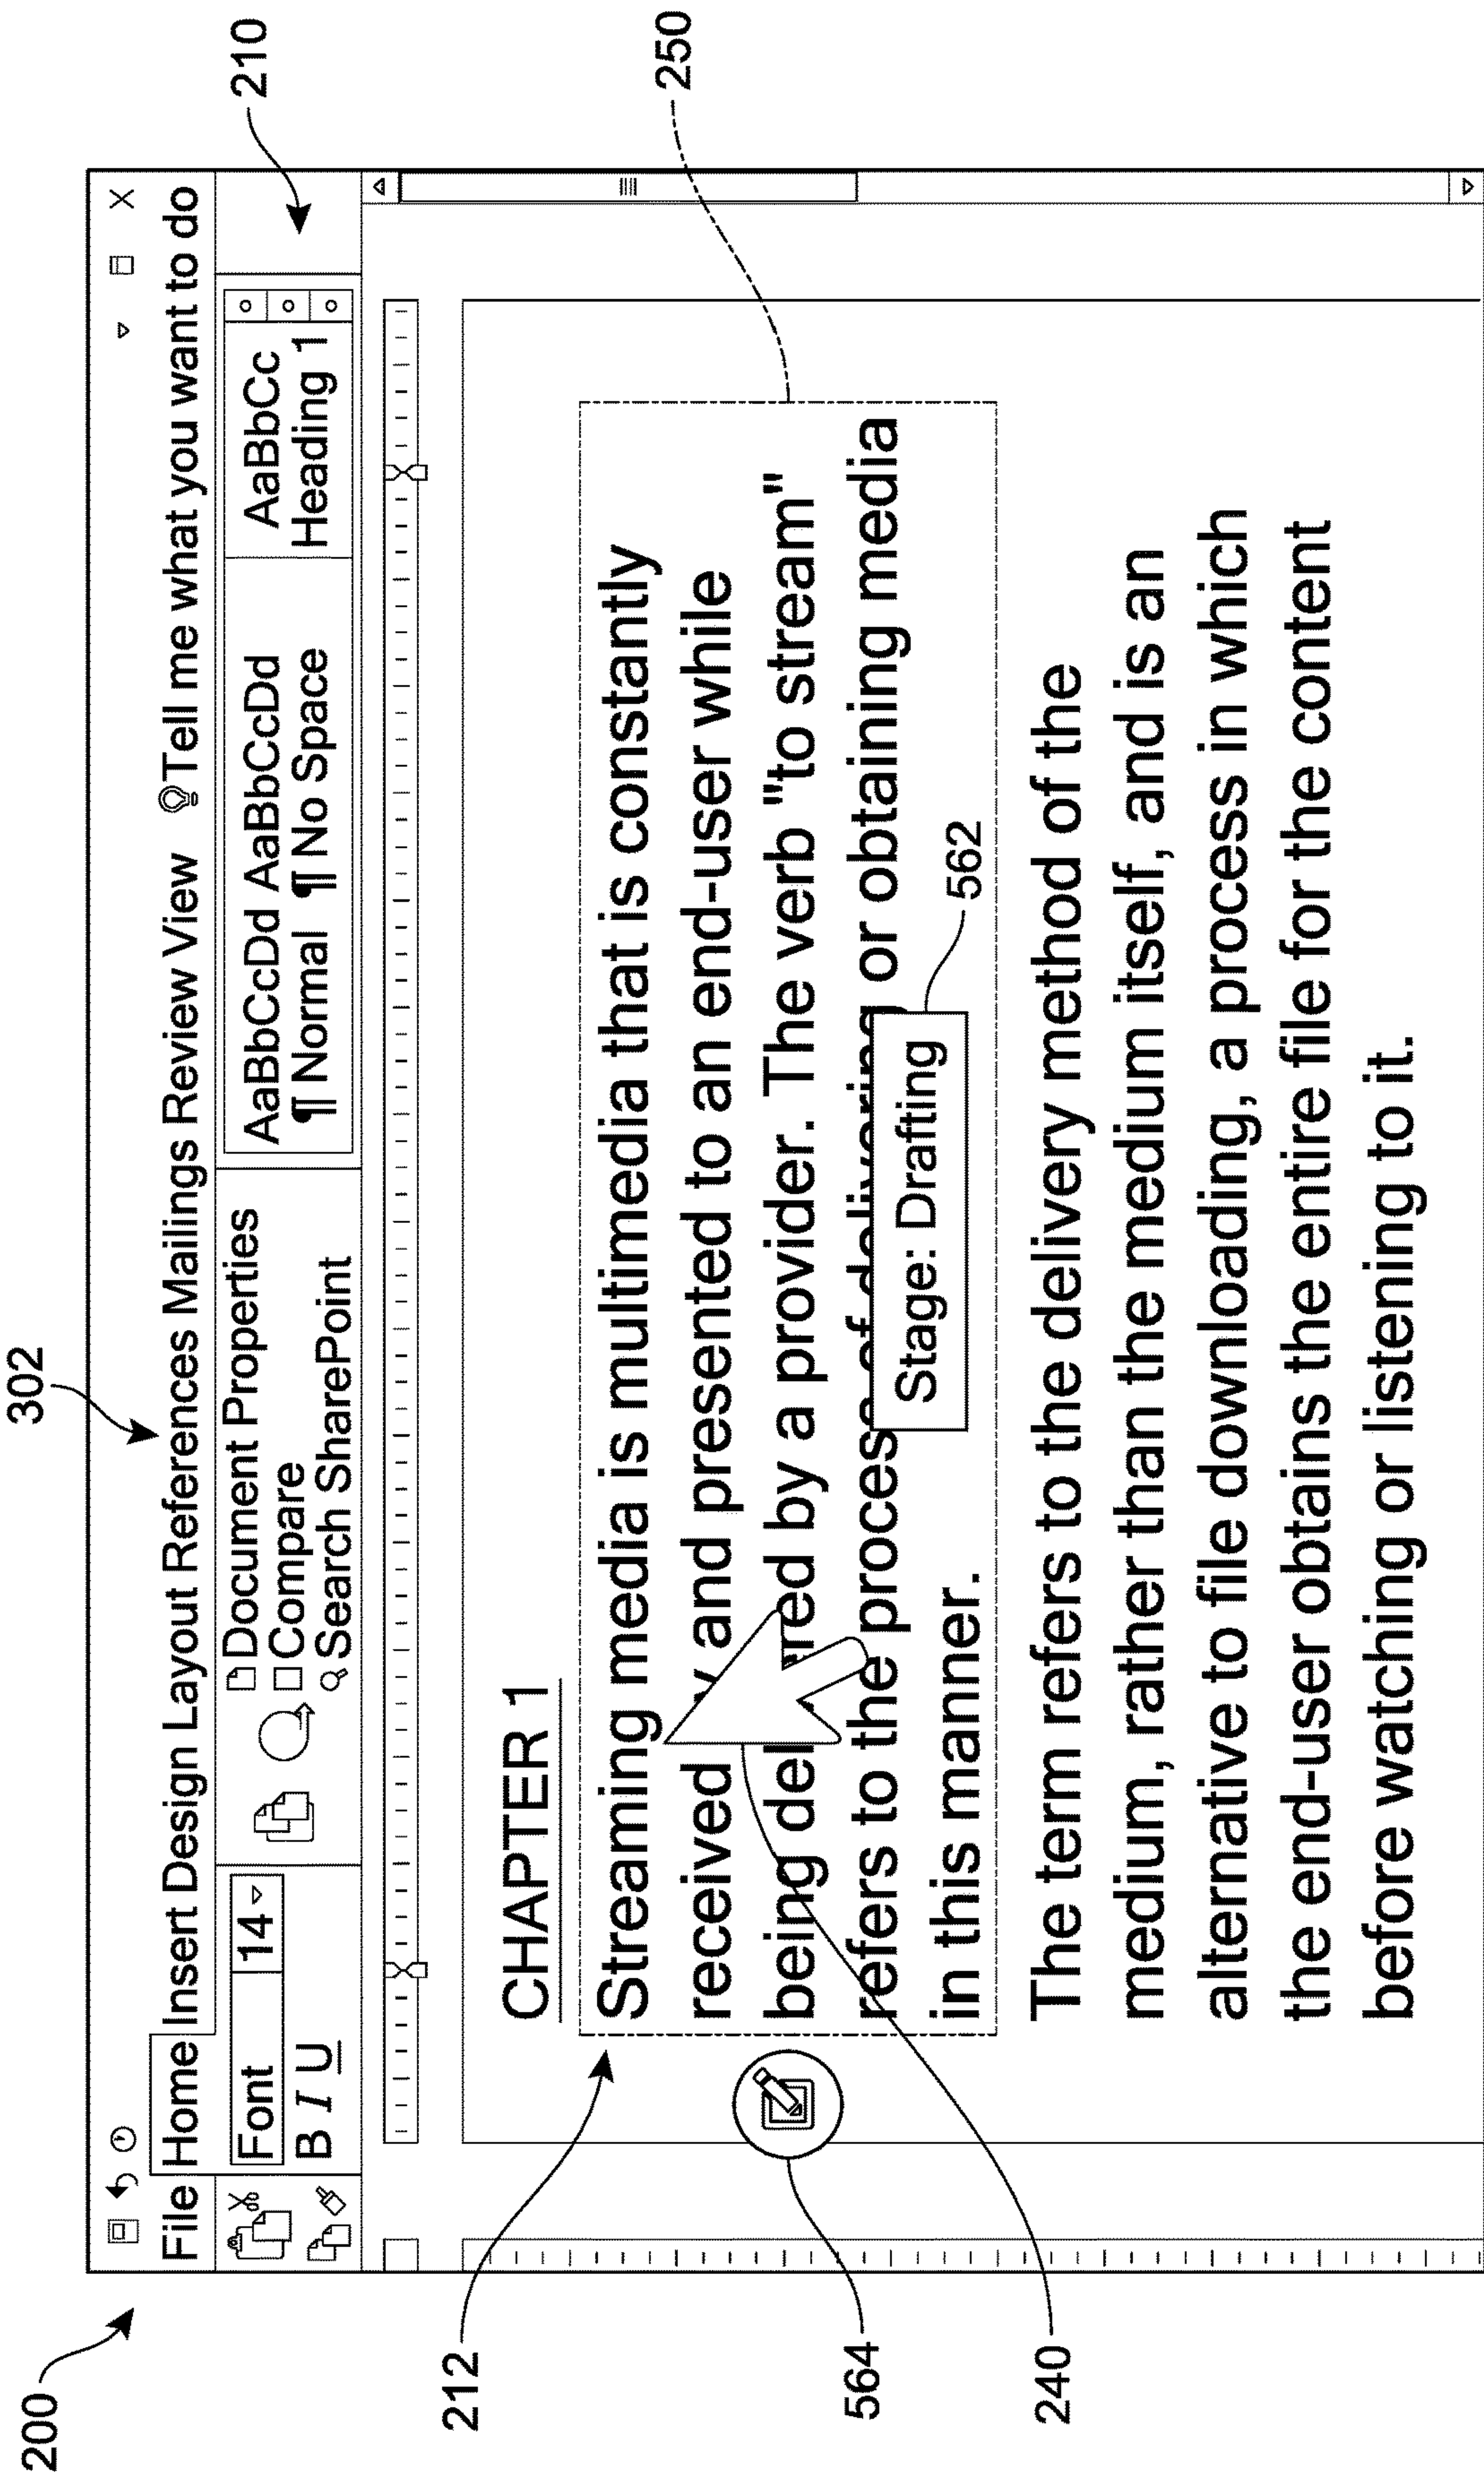 200
302
210
File Home Insert Design Layout References Mailings Review View Tell me what you want to do
X
Font 14
B I U
Document Properties
Compare
Search SharePoint
AaBbCcDd AaBbCcDd AaBbCc
¶ Normal ¶ No Space Heading 1
250
212
CHAPTER 1
Streaming media is multimedia that is constantly
received and presented to an end-user while
being by a provider. The verb "to stream"
refers to the process of delivering or obtaining media
in this manner.
Stage: Drafting
562
564
240
The term refers to the delivery method of the
medium, rather than the medium itself, and is an
alternative to file downloading, a process in which
the end-user obtains the entire file for the content
before watching or listening to it.